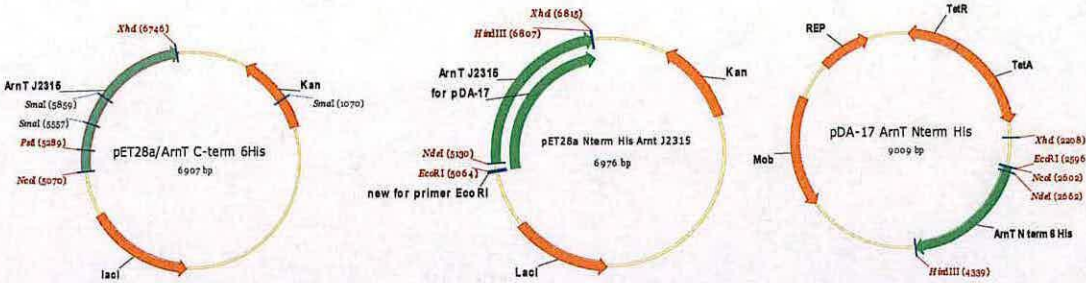 XhoI (6746)
ArnT J2315
SmaI (5859)
SmaI (5557)
PstI (5289)
NcoI (5070)
Kan
SmaI (1070)
pET28a/ArnT C-term 6His
6907 bp
lacI
XhoI (6815)
HindIII (6807)
ArnT J2315
for pDA-17
Kan
pET28a Nterm His Arnt J2315
6976 bp
NdeI (5130)
EcoRI (5064)
new for primer EcoRI
LacI
TetR
REP
TetA
pDA-17 ArnT Nterm His
9009 bp
Mob
XhoI (2208)
EcoRI (2596
NcoI (2602)
NdeI (2662)
ArnT N term 6 His
HindIII (4339)